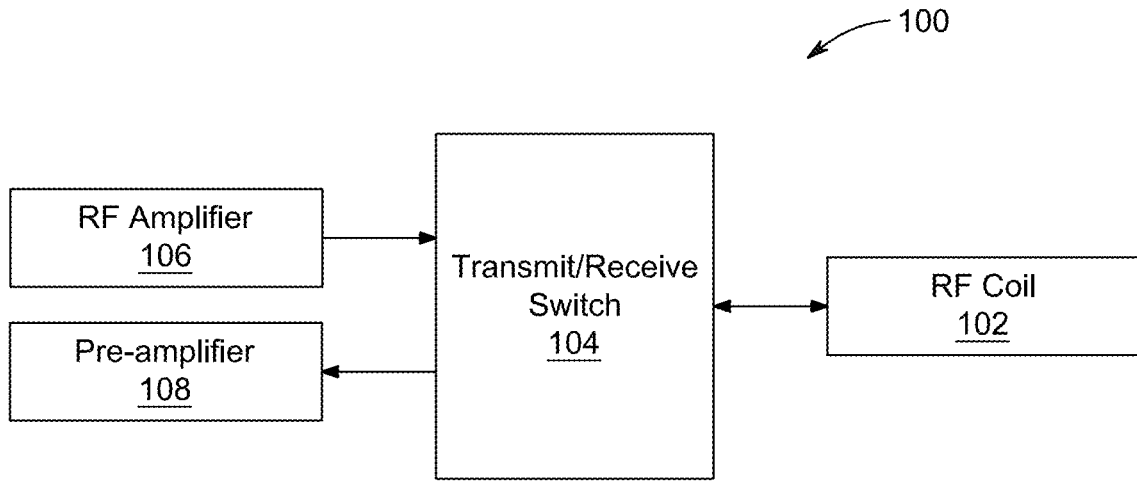 100
RF Amplifier
106
Pre-amplifier
108
Transmit/Receive
Switch
104
RF Coil
102